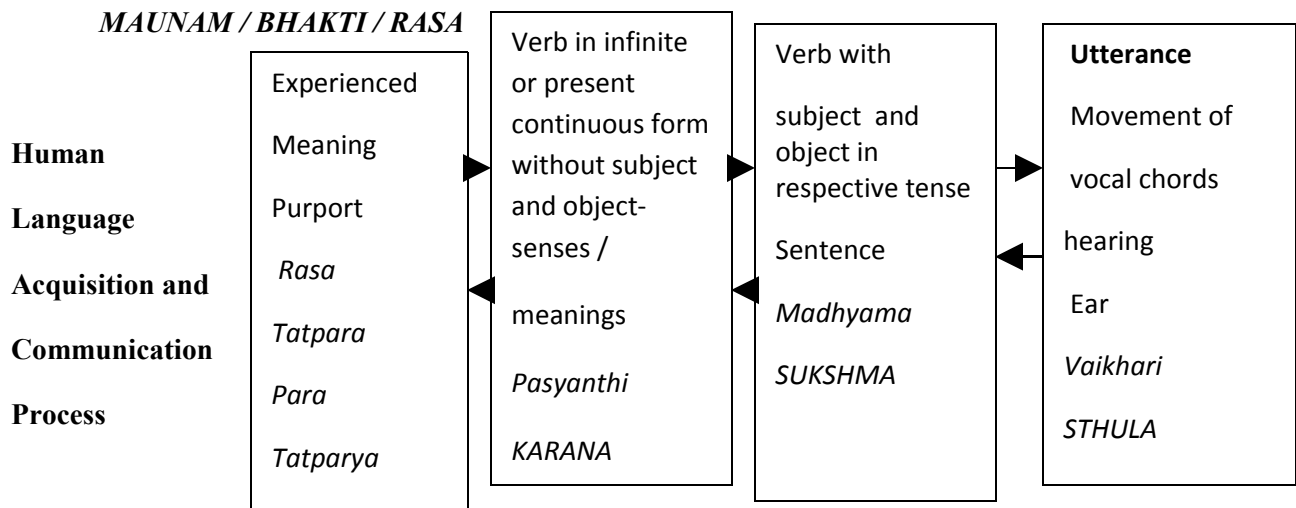 MAUNAM / BHAKTI / RASA
Human
Language
Acquisition and
Communication
Process
Experienced
Meaning
Purport
Rasa
Tatpara
Para
Tatparya
Verb in infinite
or present
continuous form
without subject
and object-
senses /
meanings
Pasyanthi
KARANA
Verb with
subject and
object in
respective tense
Sentence
Madhyama
SUKSHMA
Utterance
Movement of
vocal chords
hearing
Ear
Vaikhari
STHULA